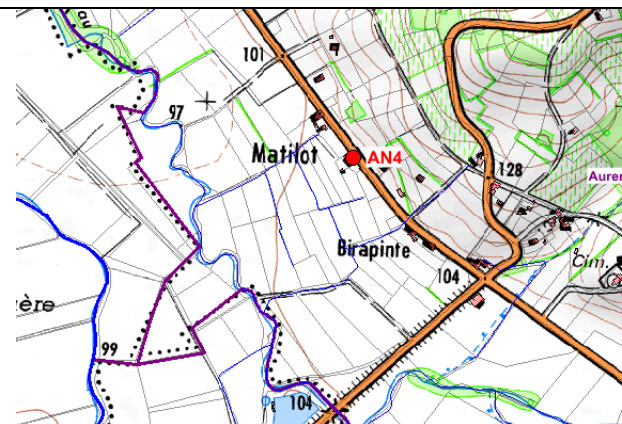 101
97
Matilot
AN4
128
Auren
Birapinte
104
Cim.
ère
99
104